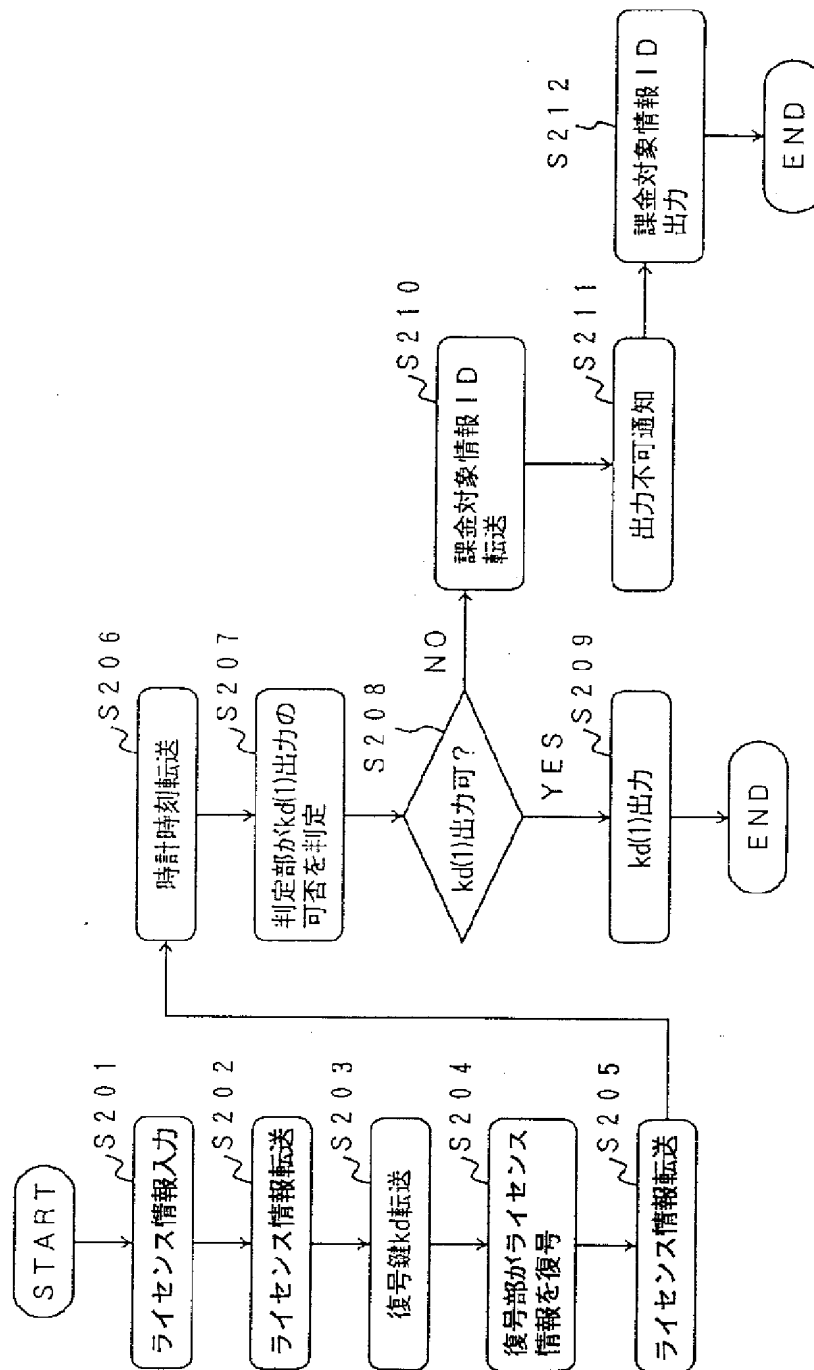 START
S201
ライセンス情報入力
S202
ライセンス情報転送
S203
復号鍵kd転送
S204
復号部がライセンス
情報を復号
S205
ライセンス情報転送
S206
時計時刻転送
S207
判定部がkd(1)出力の
可否を判定
S208
kd(1)出力可?
NO
YES
S209
kd(1)出力
END
S210
課金対象情報ID
転送
S211
出力不可通知
S212
課金対象情報ID
出力
END